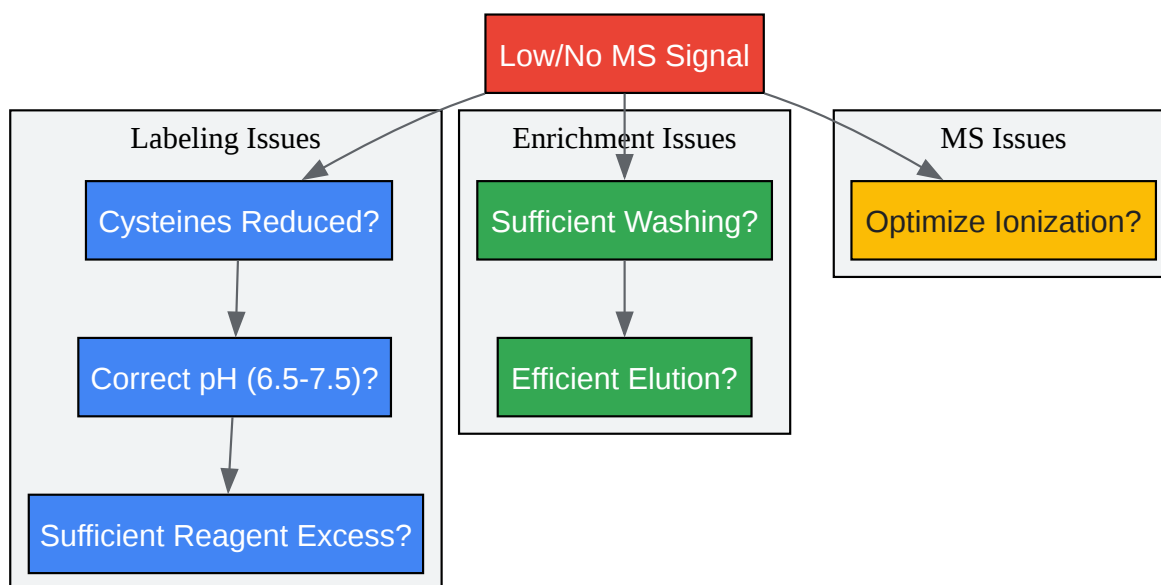 Low/No MS Signal
Labeling Issues
Cysteines Reduced?
Correct pH (6.5-7.5)?
Sufficient Reagent Excess?
Enrichment Issues
Sufficient Washing?
Efficient Elution?
MS Issues
Optimize Ionization?